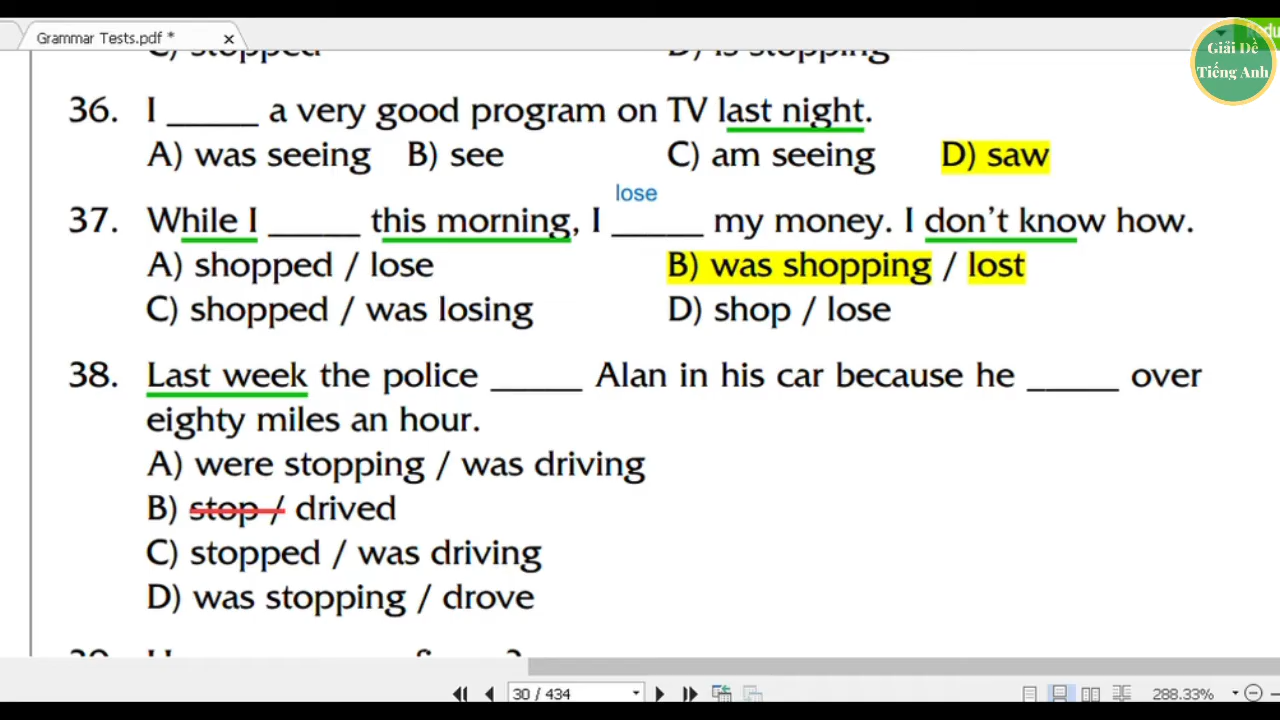 Grammar Tests.pdf *
Giải Đề
Tiếng Anh
C) stopped D) is stopping
36. I _____ a very good program on TV last night.
A) was seeing B) see C) am seeing D) saw
lose
37. While I _____ this morning, I _____ my money. I don't know how.
A) shopped / lose B) was shopping / lost
C) shopped / was losing D) shop / lose
38. Last week the police _____ Alan in his car because he _____ over
eighty miles an hour.
A) were stopping / was driving
B) stop / drived
C) stopped / was driving
D) was stopping / drove
30 / 434
288.33%